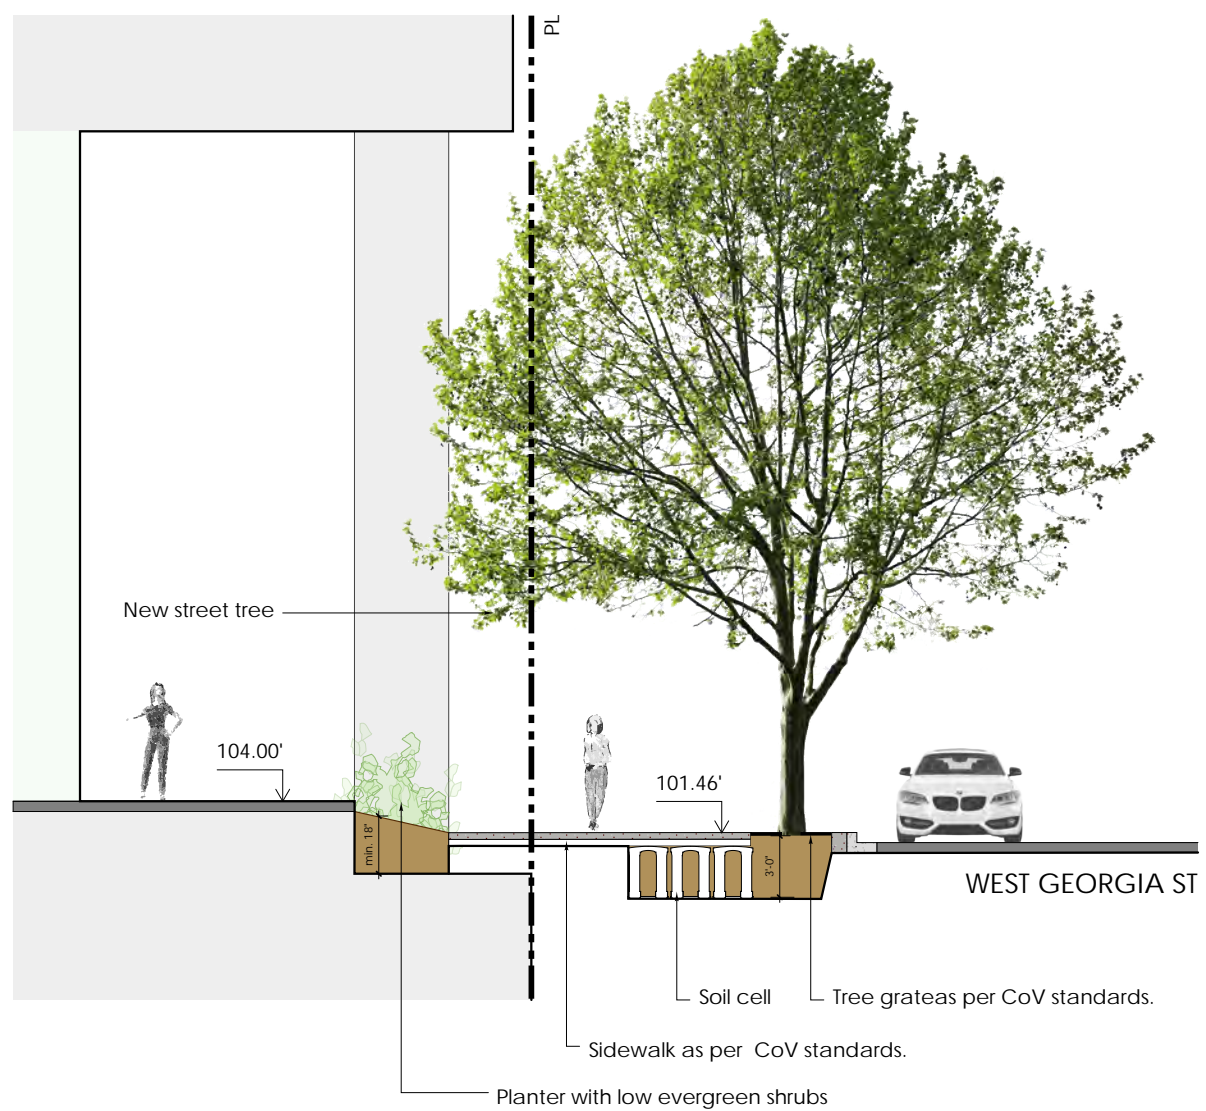 PL
New street tree
104.00'
101.46'
min. 18"
3'-0"
WEST GEORGIA ST
Soil cell
Tree grateas per CoV standards.
Sidewalk as per CoV standards.
Planter with low evergreen shrubs